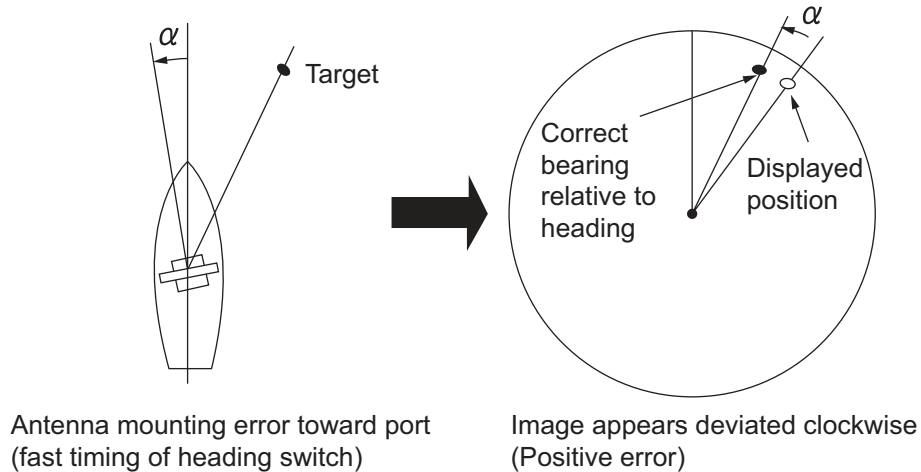 α
Target
Antenna mounting error toward port
(fast timing of heading switch)
α
Correct
bearing
relative to
heading
Displayed
position
Image appears deviated clockwise
(Positive error)